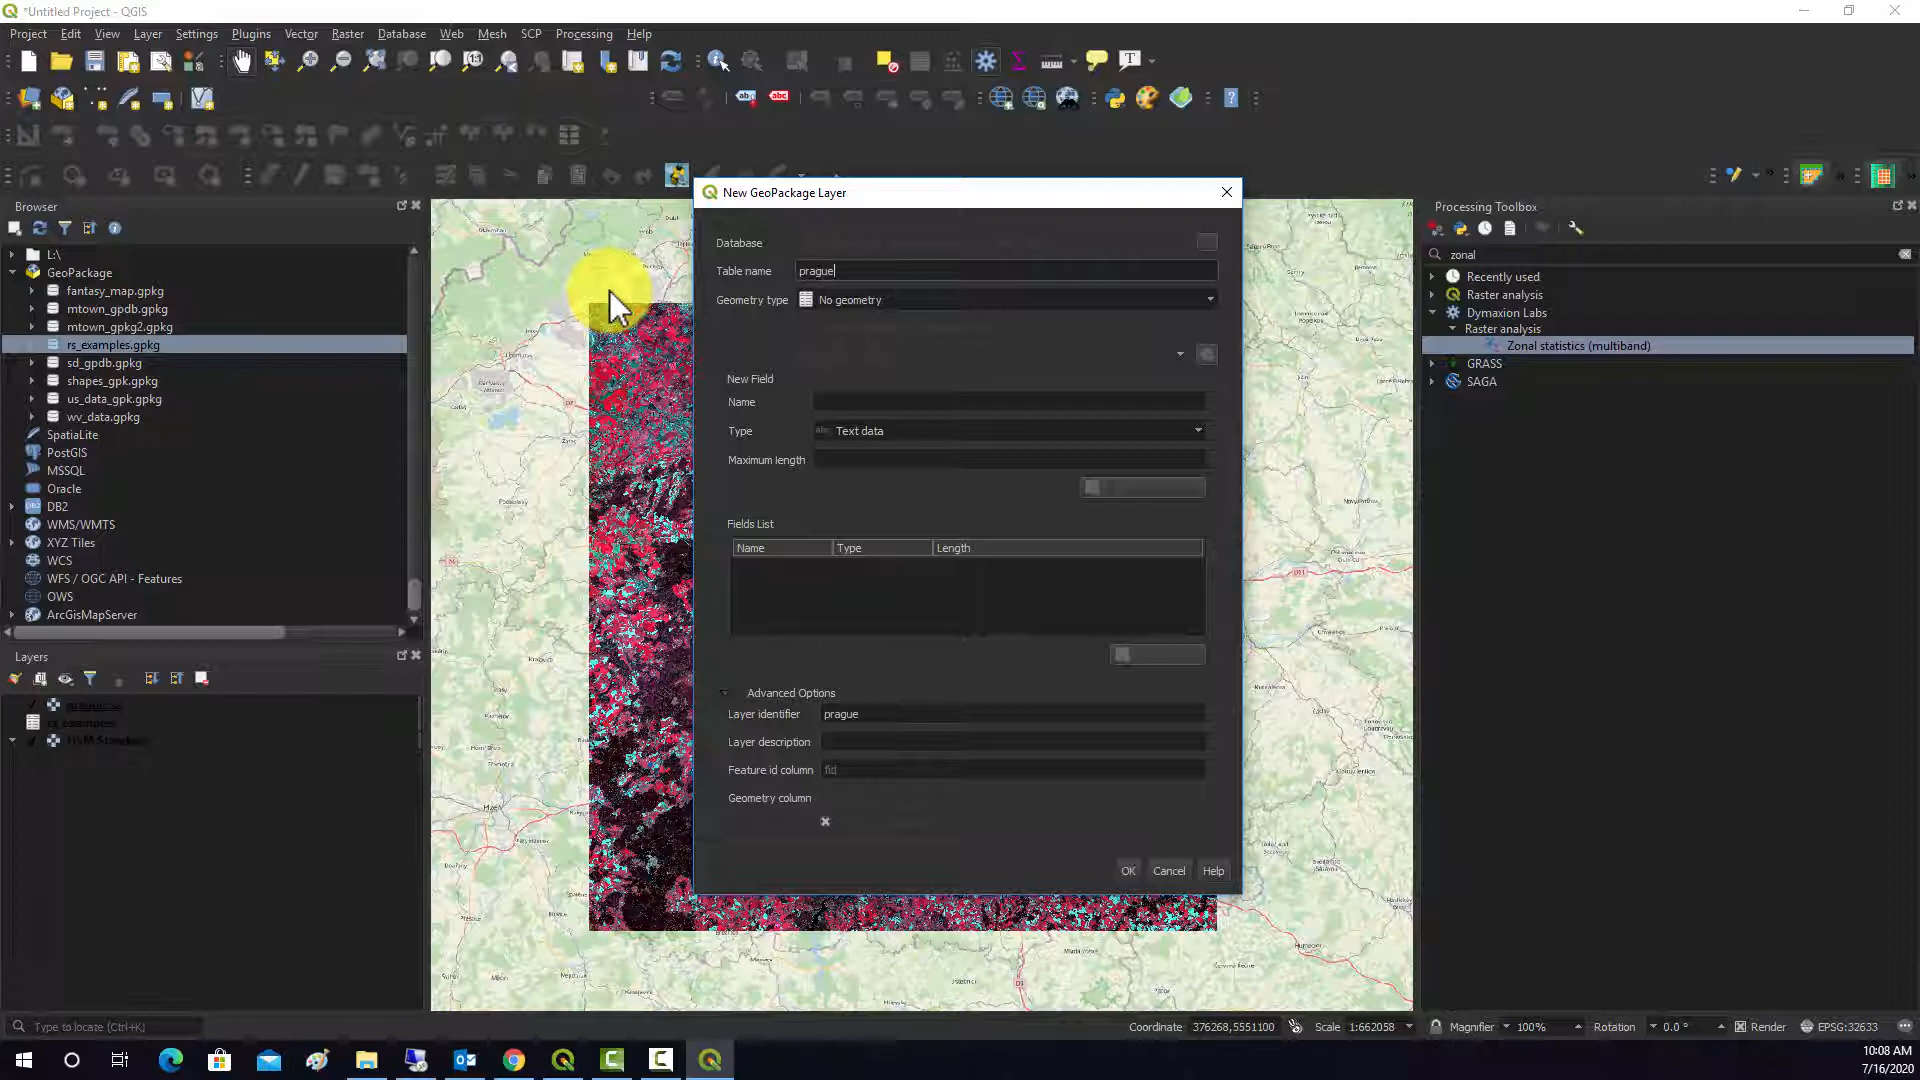 *Untitled Project - QGIS
Project Edit View Layer Settings Plugins Vector Raster Database Web Mesh SCP Processing Help
Browser
L:\
GeoPackage
fantasy_map.gpkg
mtown_gpdb.gpkg
mtown_gpkg2.gpkg
rs_examples.gpkg
sd_gpdb.gpkg
shapes_gpk.gpkg
us_data_gpk.gpkg
wv_data.gpkg
SpatiaLite
PostGIS
MSSQL
Oracle
DB2
WMS/WMTS
XYZ Tiles
WCS
WFS / OGC API - Features
OWS
ArcGisMapServer
Layers
rs_examples
OSM Standard
New GeoPackage Layer
Database
Table name prague
Geometry type No geometry
New Field
Name
Type abc Text data
Maximum length
Fields List
Name Type Length
Advanced Options
Layer identifier prague
Layer description
Feature id column fid
Geometry column
OK Cancel Help
Processing Toolbox
zonal
Recently used
Raster analysis
Dymaxion Labs
Raster analysis
Zonal statistics (multiband)
GRASS
SAGA
Type to locate (Ctrl+K)
Coordinate 376268,5551100 Scale 1:662058 Magnifier 100% Rotation 0.0 ° Render EPSG:32633
10:08 AM
7/16/2020